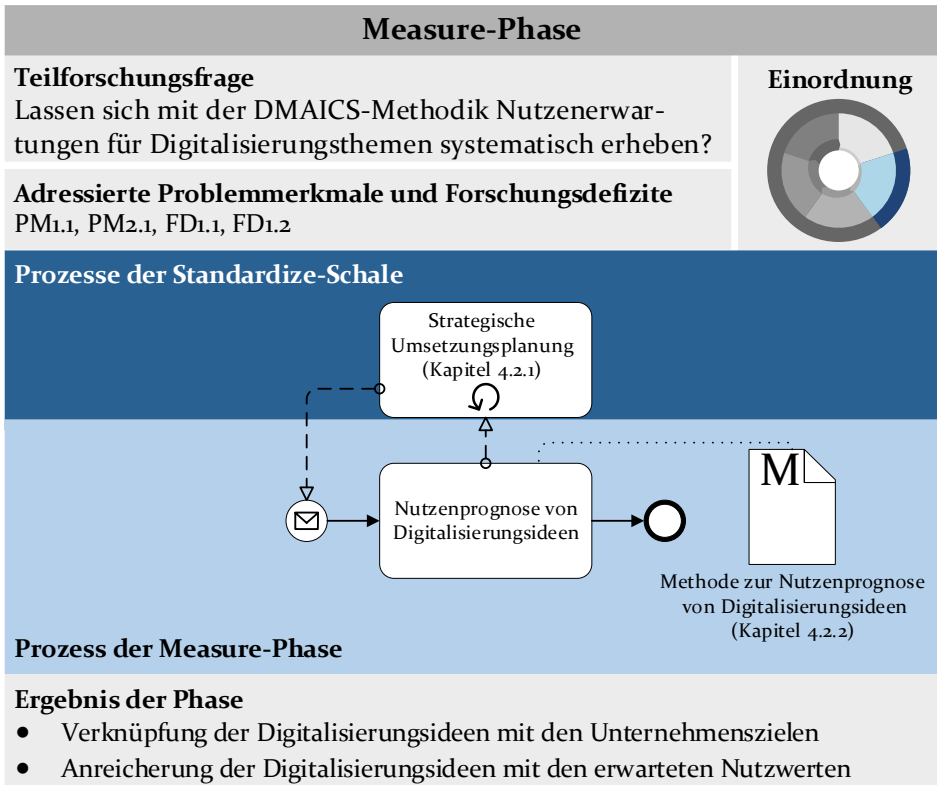 Measure-Phase
Teilforschungsfrage
Lassen sich mit der DMAICS-Methodik Nutzenerwar-
tungen für Digitalisierungsthemen systematisch erheben?
Einordnung
Adressierte Problemmerkmale und Forschungsdefizite
PM1.1, PM2.1, FD1.1, FD1.2
Prozesse der Standardize-Schale
Strategische
Umsetzungsplanung
(Kapitel 4.2.1)
Nutzenprognose von
Digitalisierungsideen
M
Methode zur Nutzenprognose
von Digitalisierungsideen
(Kapitel 4.2.2)
Prozess der Measure-Phase
Ergebnis der Phase
● Verknüpfung der Digitalisierungsideen mit den Unternehmenszielen
● Anreicherung der Digitalisierungsideen mit den erwarteten Nutzwerten